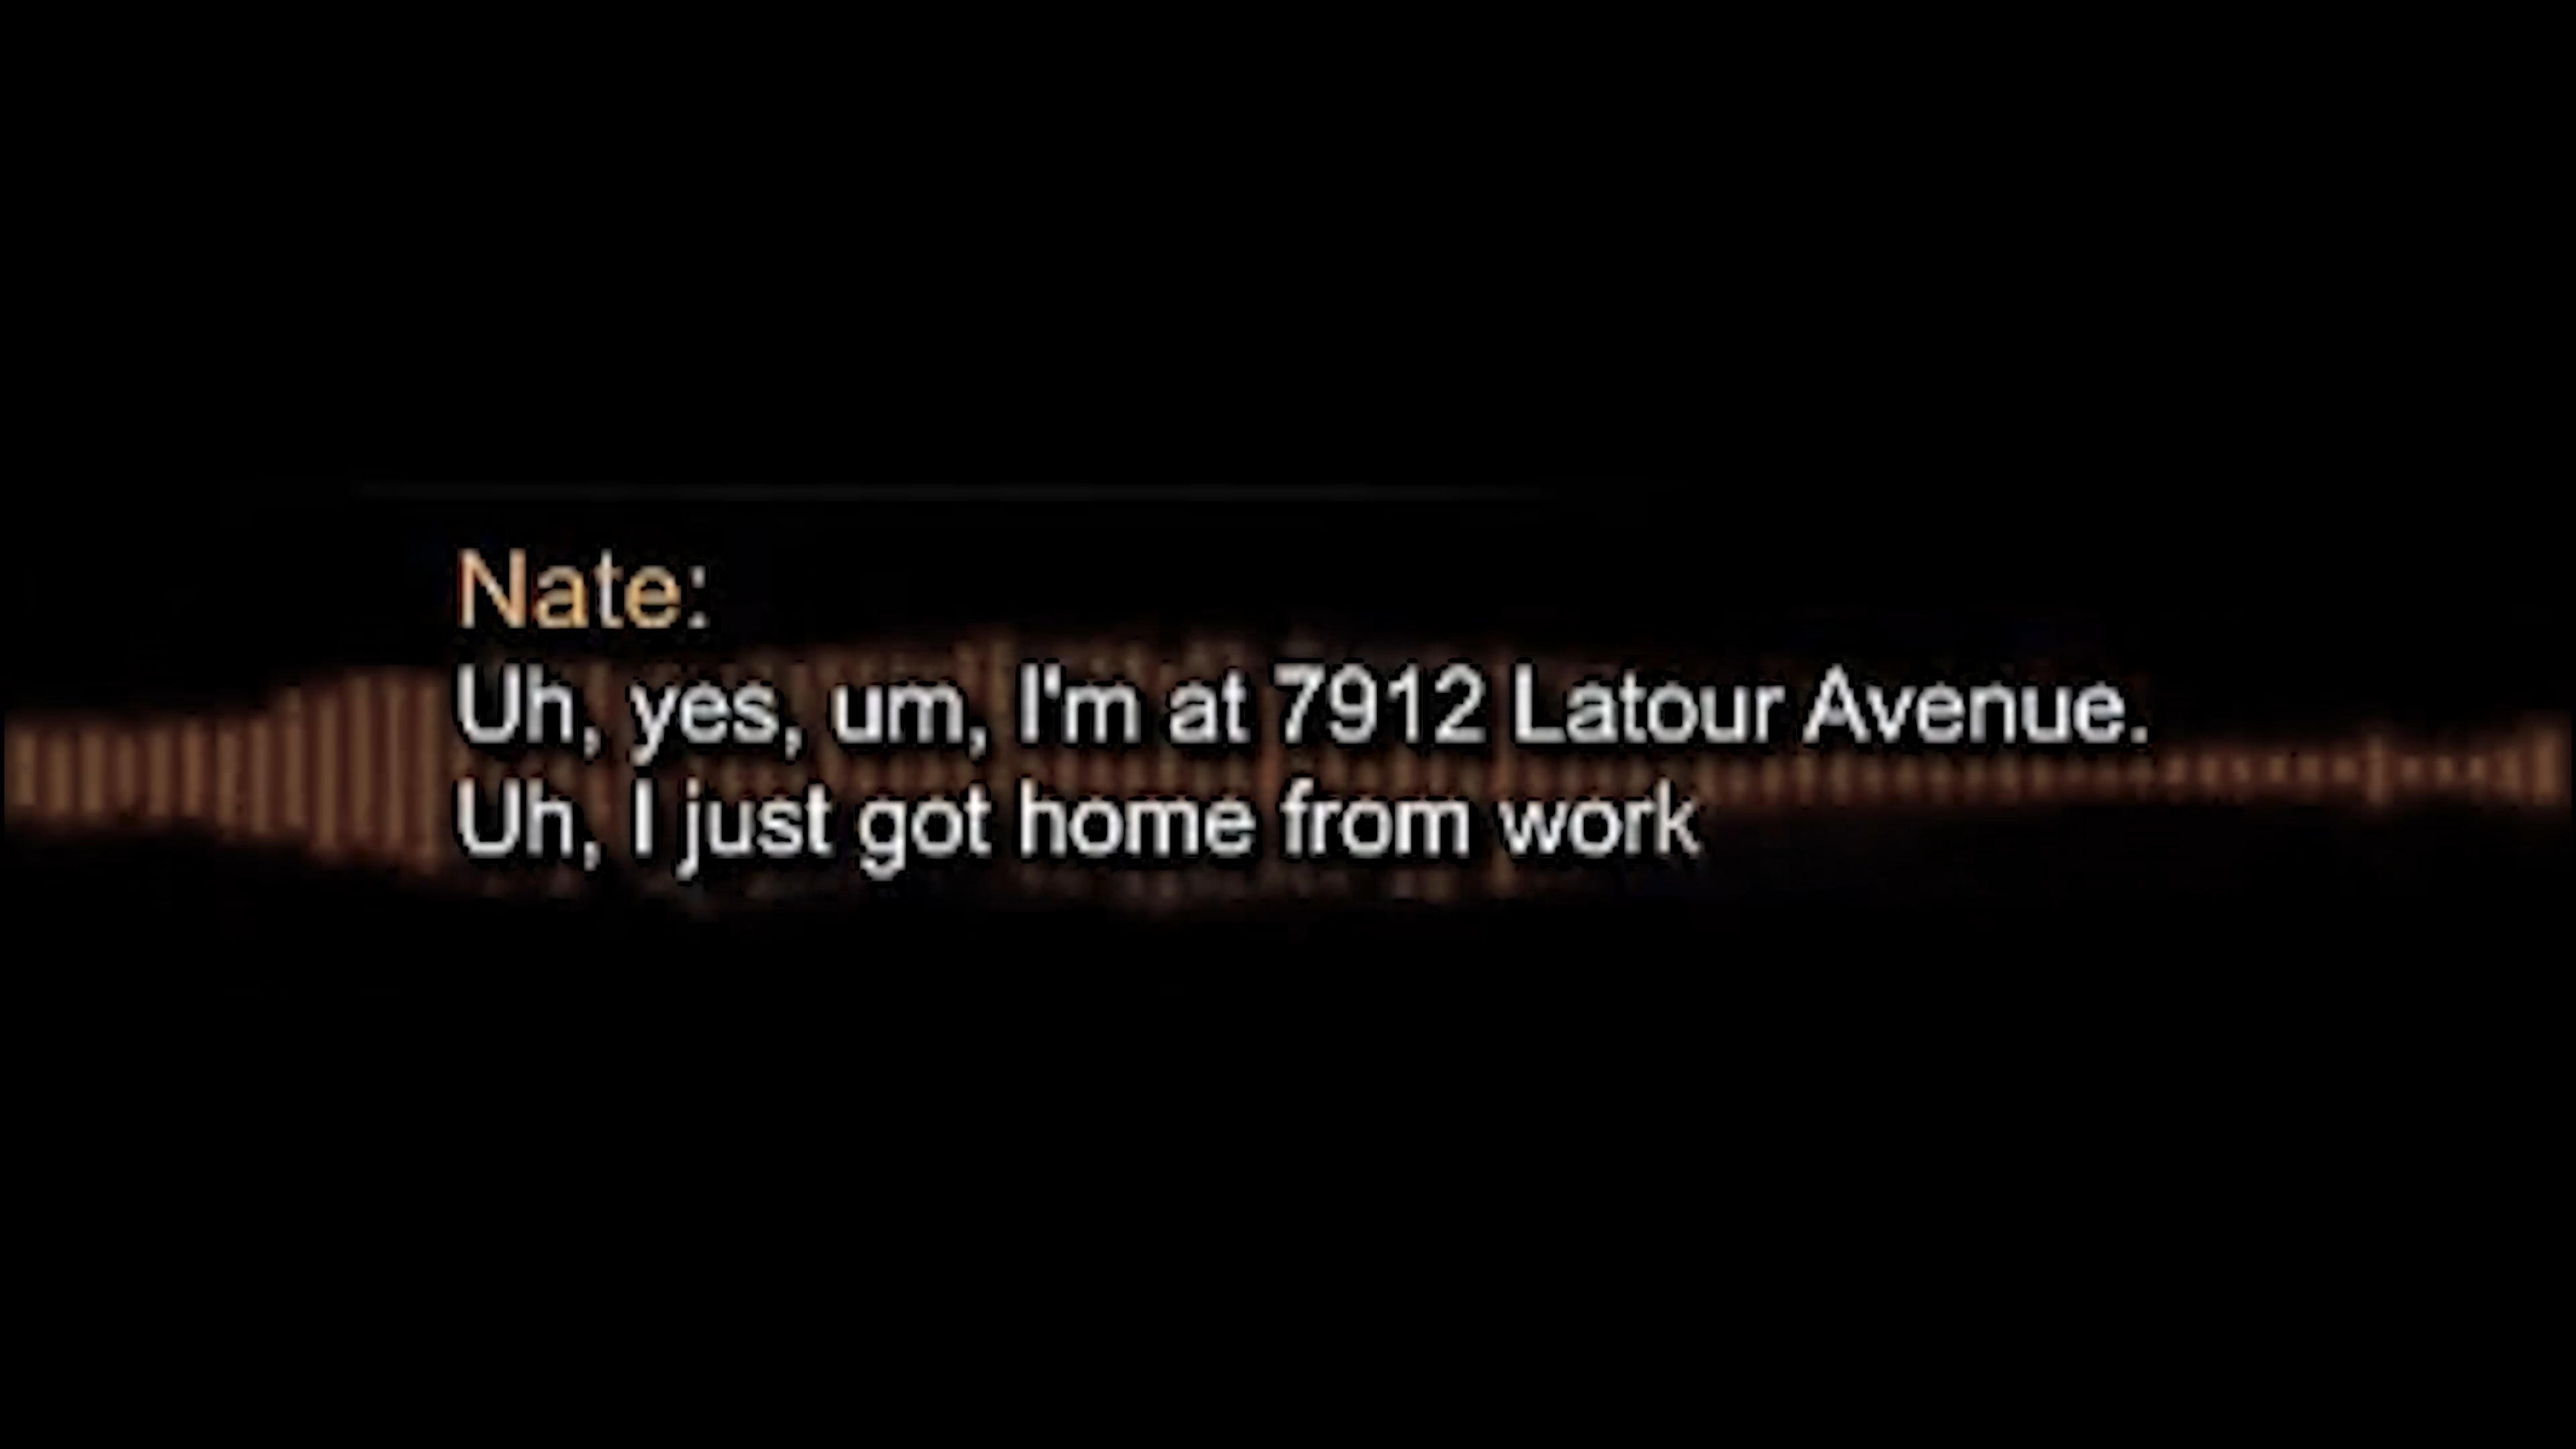 Nate:
Uh, yes, um, I'm at 7912 Latour Avenue.
Uh, I just got home from work